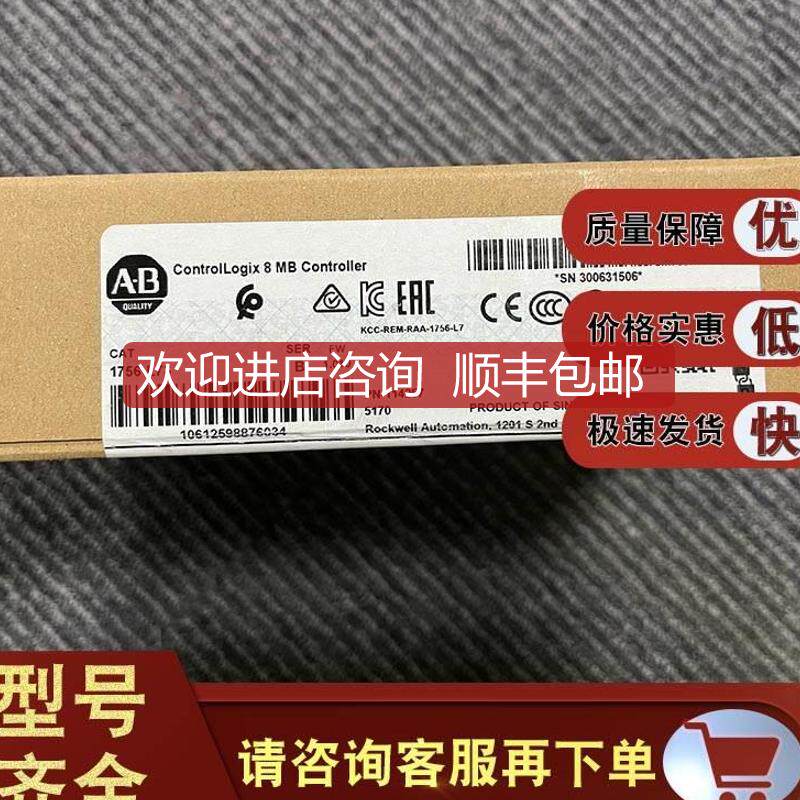 质量保障 优
A-B
QUALITY
ControlLogix 8 MB Controller
*SN 300631506*
KCC-REM-RAA-1756-L7
价格实惠 低
CAT
欢迎进店咨询 顺丰包邮
5170
PRODUCT OF SIN
10612598876034
Rockwell Automation, 1201 S 2nd
极速发货 快
型号
齐全
请咨询客服再下单